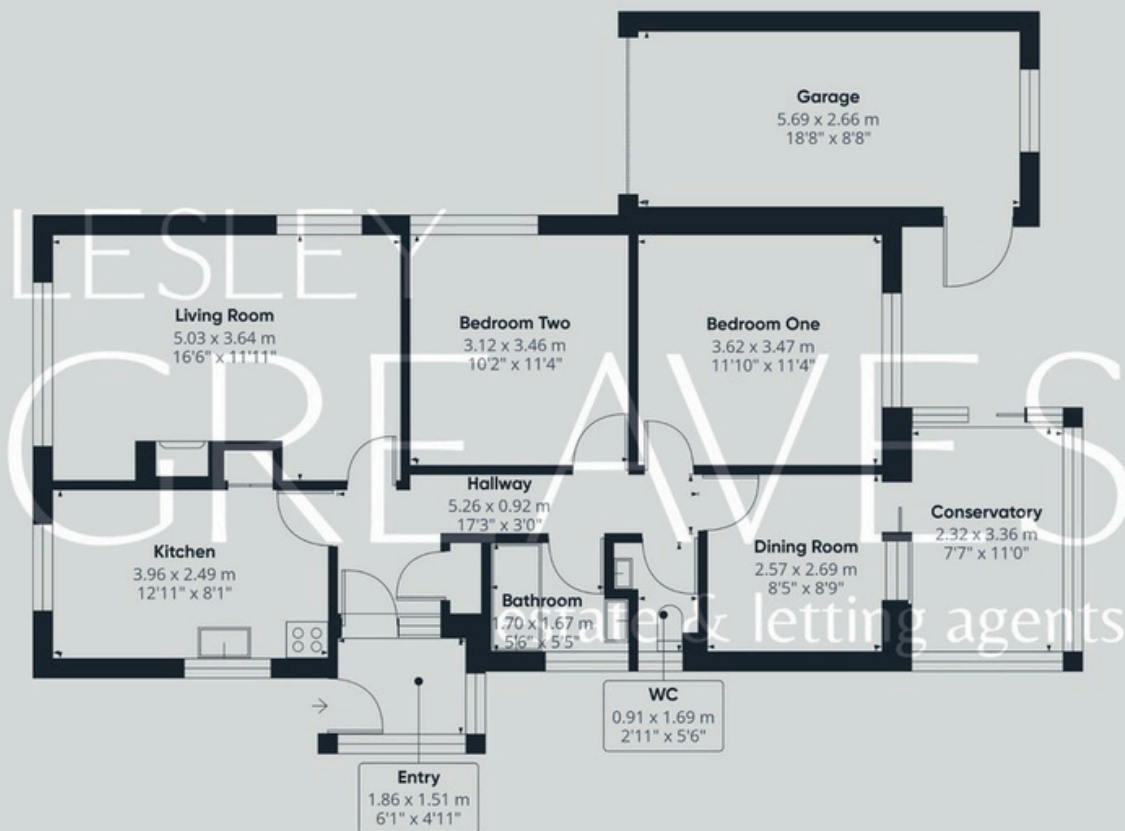 Garage
5.69 x 2.66 m
18'8" x 8'8"
LESLEY
GREAVES
estate & letting agents
Living Room
5.03 x 3.64 m
16'6" x 11'11"
Bedroom Two
3.12 x 3.46 m
10'2" x 11'4"
Bedroom One
3.62 x 3.47 m
11'10" x 11'4"
Hallway
5.26 x 0.92 m
17'3" x 3'0"
Kitchen
3.96 x 2.49 m
12'11" x 8'1"
Conservatory
2.32 x 3.36 m
7'7" x 11'0"
Dining Room
2.57 x 2.69 m
8'5" x 8'9"
Bathroom
1.70 x 1.67 m
5'6" x 5'5"
WC
0.91 x 1.69 m
2'11" x 5'6"
Entry
1.86 x 1.51 m
6'1" x 4'11"